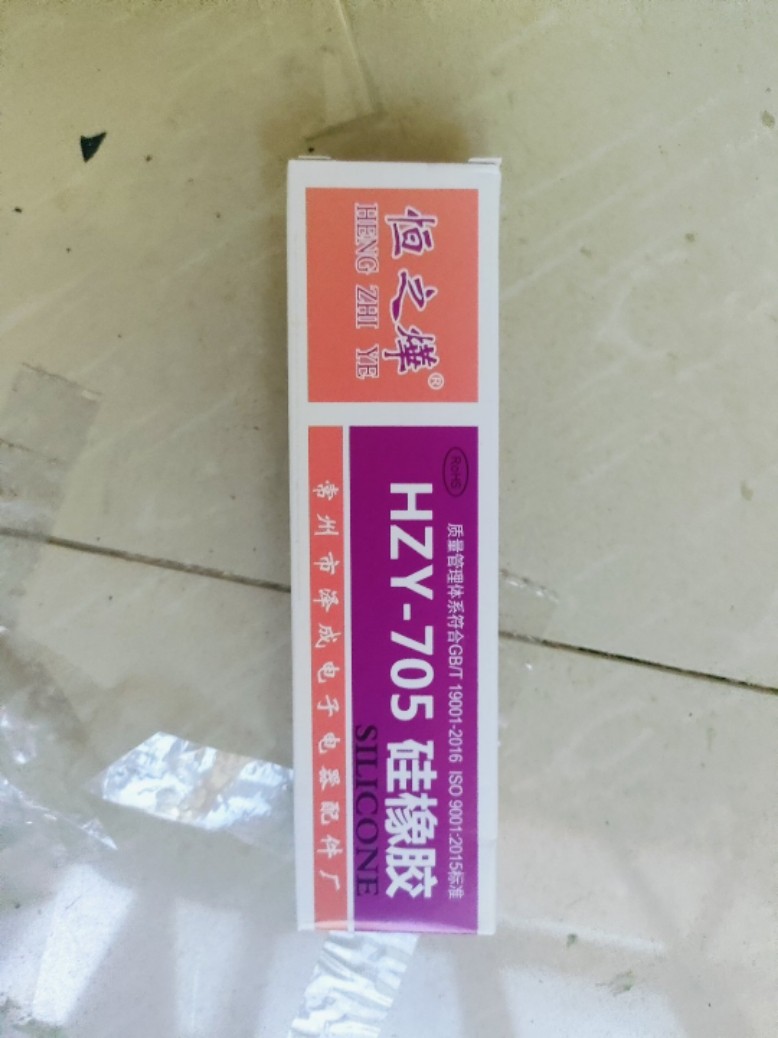 恒之烨®
HENG ZHI YE
RoHS
质量管理体系符合GB/T 19001-2016 ISO 9001:2015标准
HZY-705 硅橡胶
SILICONE
常州市泽成电子电器配件厂